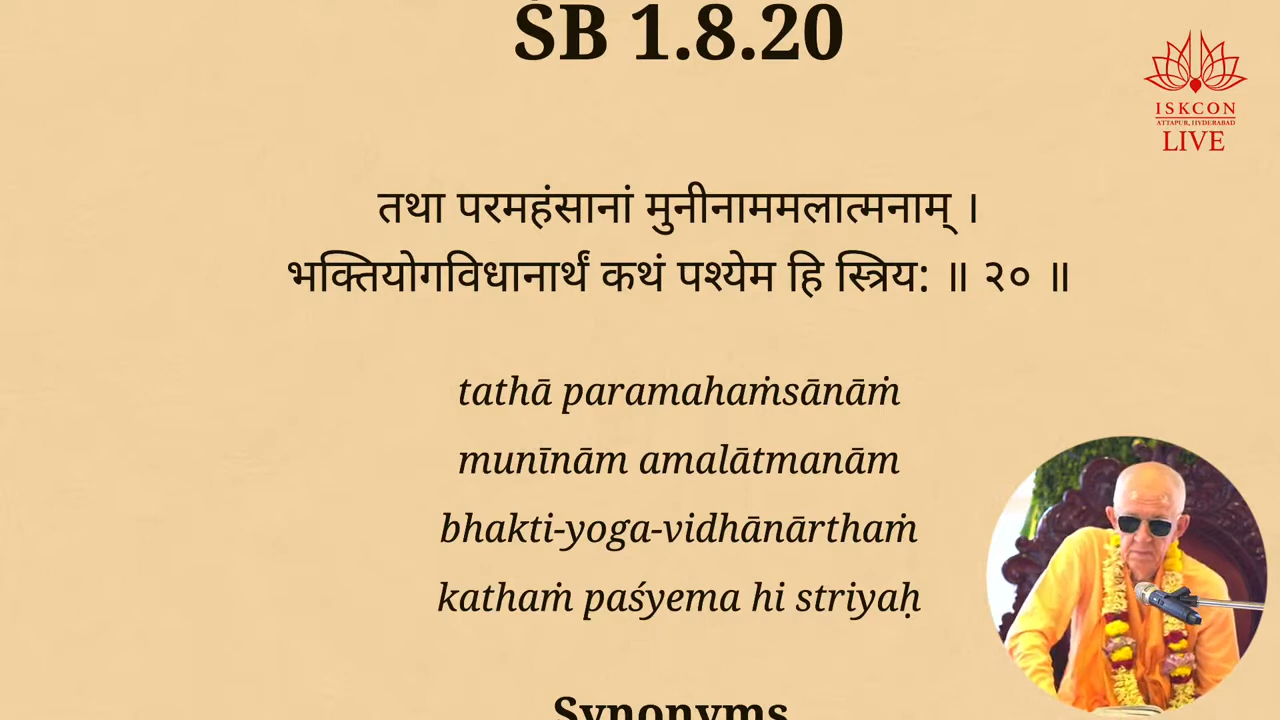 ŚB 1.8.20
ISKCON
ATTAPUR, HYDERABAD
LIVE
तथा परमहंसानां मुनीनाममलात्मनाम् ।
भक्तियोगविधानार्थं कथं पश्येम हि स्त्रिय: ॥ २० ॥
tathā paramahaṁsānāṁ
munīnām amalātmanām
bhakti-yoga-vidhānārthaṁ
kathaṁ paśyema hi striyaḥ
Synonyms